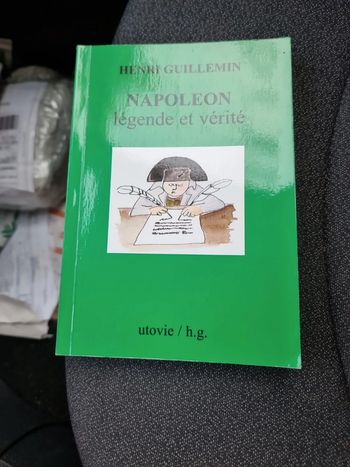 HENRI GUILLEMIN
NAPOLEON
légende et vérité
utovie / h.g.